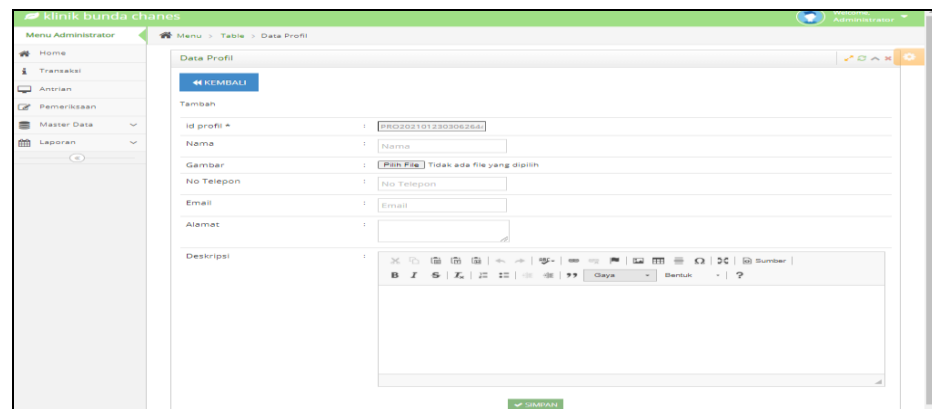 klinik bunda chanes
Welcome, Administrator
Menu Administrator
Menu > Table > Data Profil
Home
Transaksi
Antrian
Pemeriksaan
Master Data
Laporan
Data Profil
KEMBALI
Tambah
id profil * :
Nama : Nama
Gambar : Pilih File Tidak ada file yang dipilih
No Telepon : No Telepon
Email : Email
Alamat :
Deskripsi :
Sumber
B I S Gaya Bentuk ?
SIMPAN